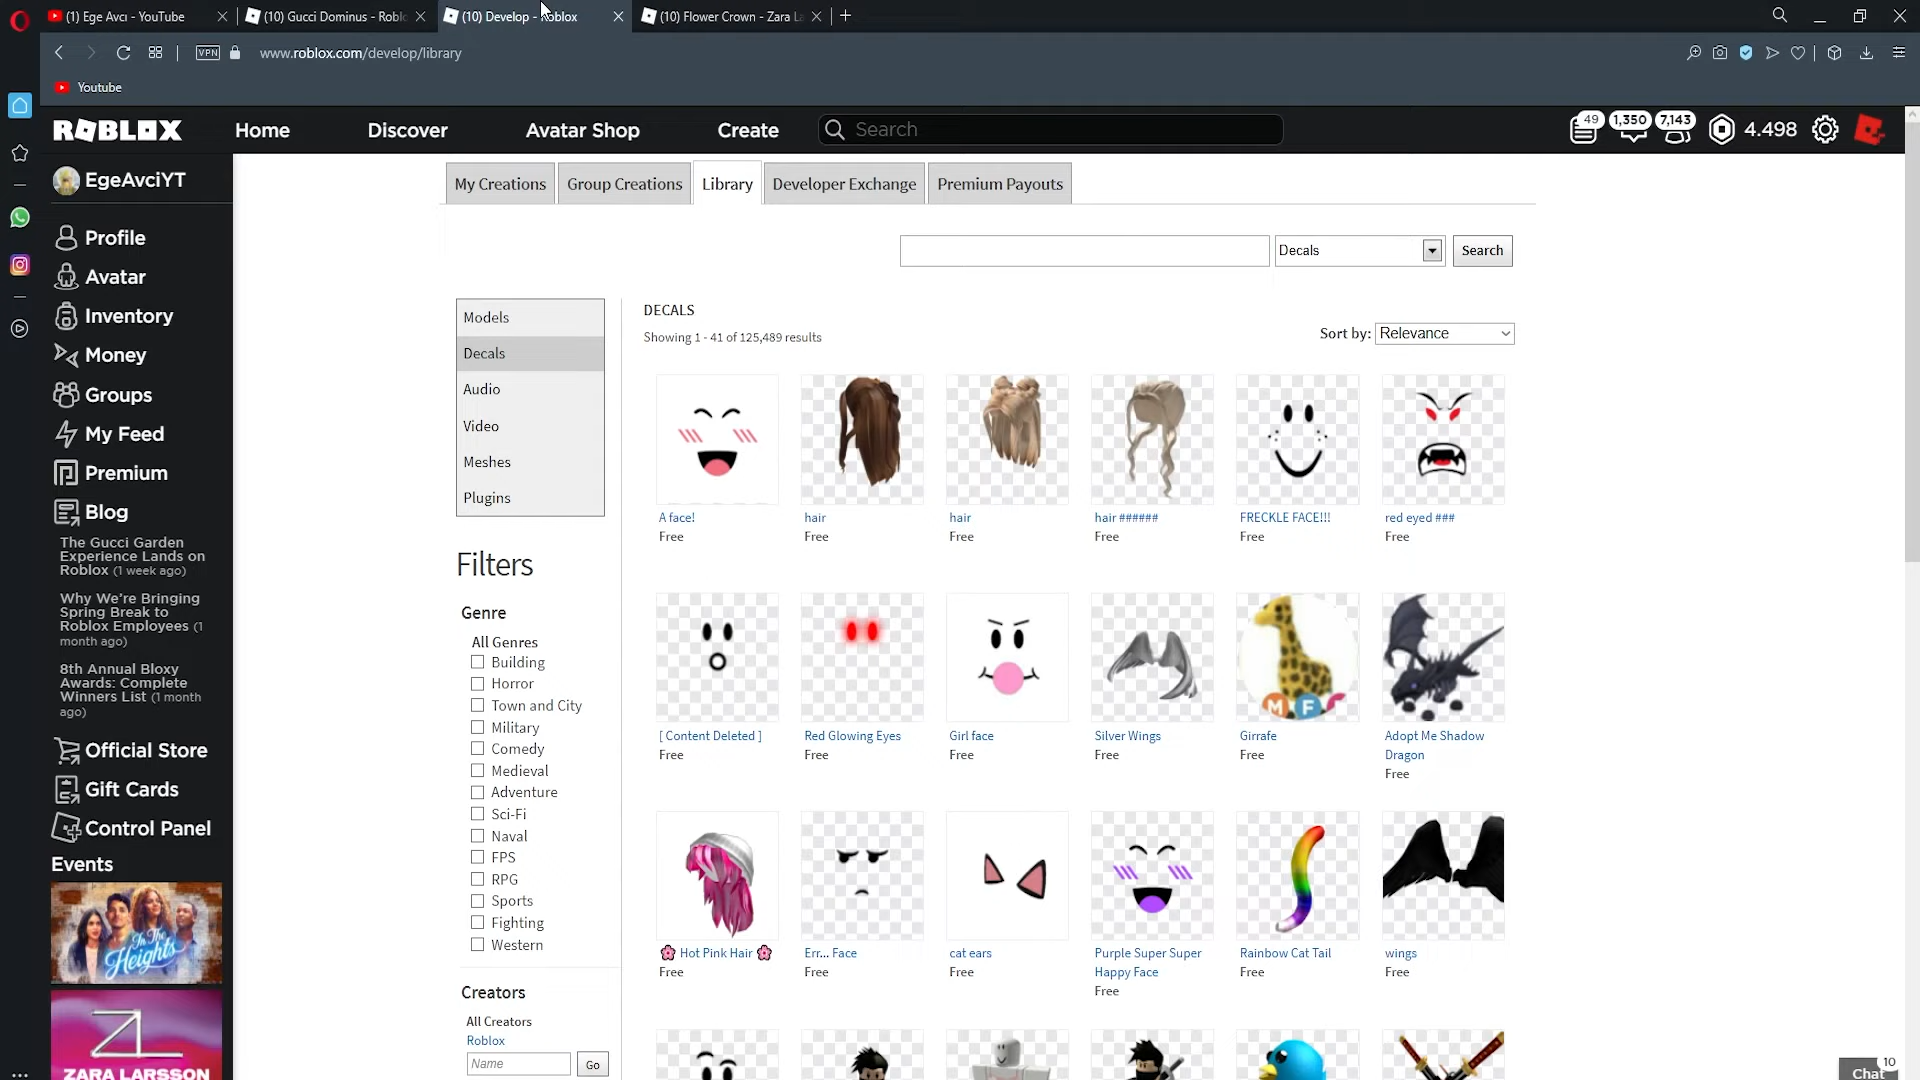 (1) Ege Avcı - YouTube
(10) Gucci Dominus - Roblo
(10) Develop - Roblox
(10) Flower Crown - Zara La
VPN
www.roblox.com/develop/library
Youtube
ROBLOX
Home
Discover
Avatar Shop
Create
Search
49
1,350
7,143
4.498
EgeAvciYT
My Creations
Group Creations
Library
Developer Exchange
Premium Payouts
Profile
Avatar
Inventory
Money
Groups
My Feed
Premium
Blog
The Gucci Garden
Experience Lands on
Roblox (1 week ago)
Why We're Bringing
Spring Break to
Roblox Employees (1
month ago)
8th Annual Bloxy
Awards: Complete
Winners List (1 month
ago)
Official Store
Gift Cards
Control Panel
Events
In The
Heights
ZARA LARSSON
Decals
Search
Models
Decals
Audio
Video
Meshes
Plugins
Filters
Genre
All Genres
Building
Horror
Town and City
Military
Comedy
Medieval
Adventure
Sci-Fi
Naval
FPS
RPG
Sports
Fighting
Western
Creators
All Creators
Roblox
Name
Go
DECALS
Showing 1 - 41 of 125,489 results
Sort by: Relevance
A face!
Free
hair
Free
hair
Free
hair ######
Free
FRECKLE FACE!!!
Free
red eyed ###
Free
M F
[ Content Deleted ]
Free
Red Glowing Eyes
Free
Girl face
Free
Silver Wings
Free
Girrafe
Free
Adopt Me Shadow
Dragon
Free
🌸 Hot Pink Hair 🌸
Free
Err... Face
Free
cat ears
Free
Purple Super Super
Happy Face
Free
Rainbow Cat Tail
Free
wings
Free
Chat
10